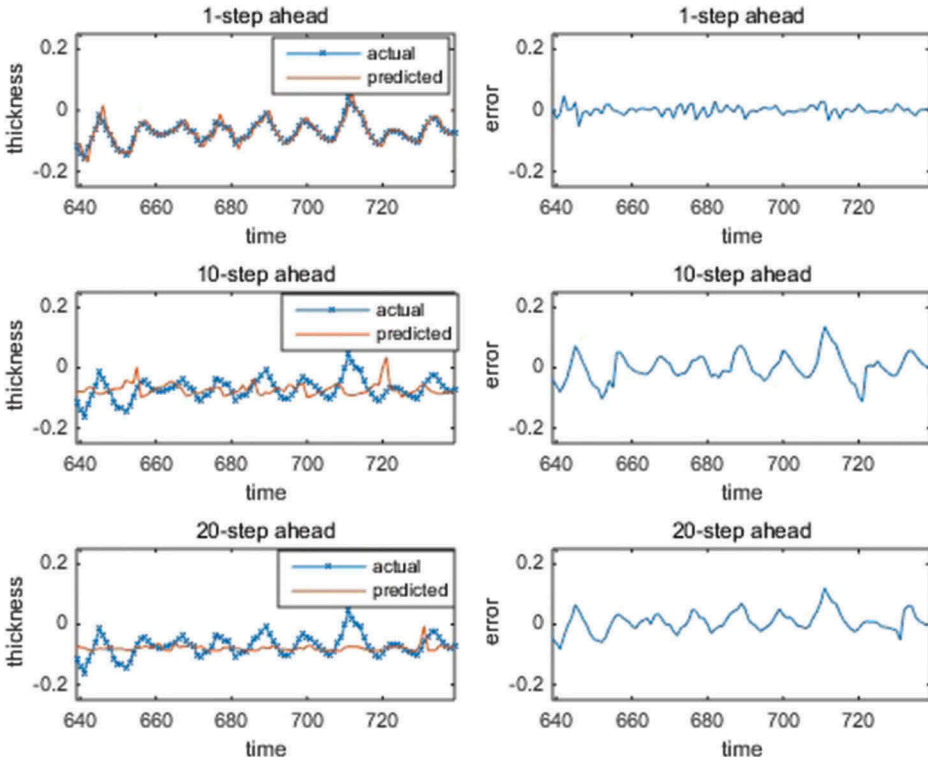 1-step ahead
thickness
0.2
0
-0.2
actual
predicted
640 660 680 700 720
time
1-step ahead
error
0.2
0
-0.2
640 660 680 700 720
time
10-step ahead
thickness
0.2
0
-0.2
actual
predicted
640 660 680 700 720
time
10-step ahead
error
0.2
0
-0.2
640 660 680 700 720
time
20-step ahead
thickness
0.2
0
-0.2
actual
predicted
640 660 680 700 720
time
20-step ahead
error
0.2
0
-0.2
640 660 680 700 720
time